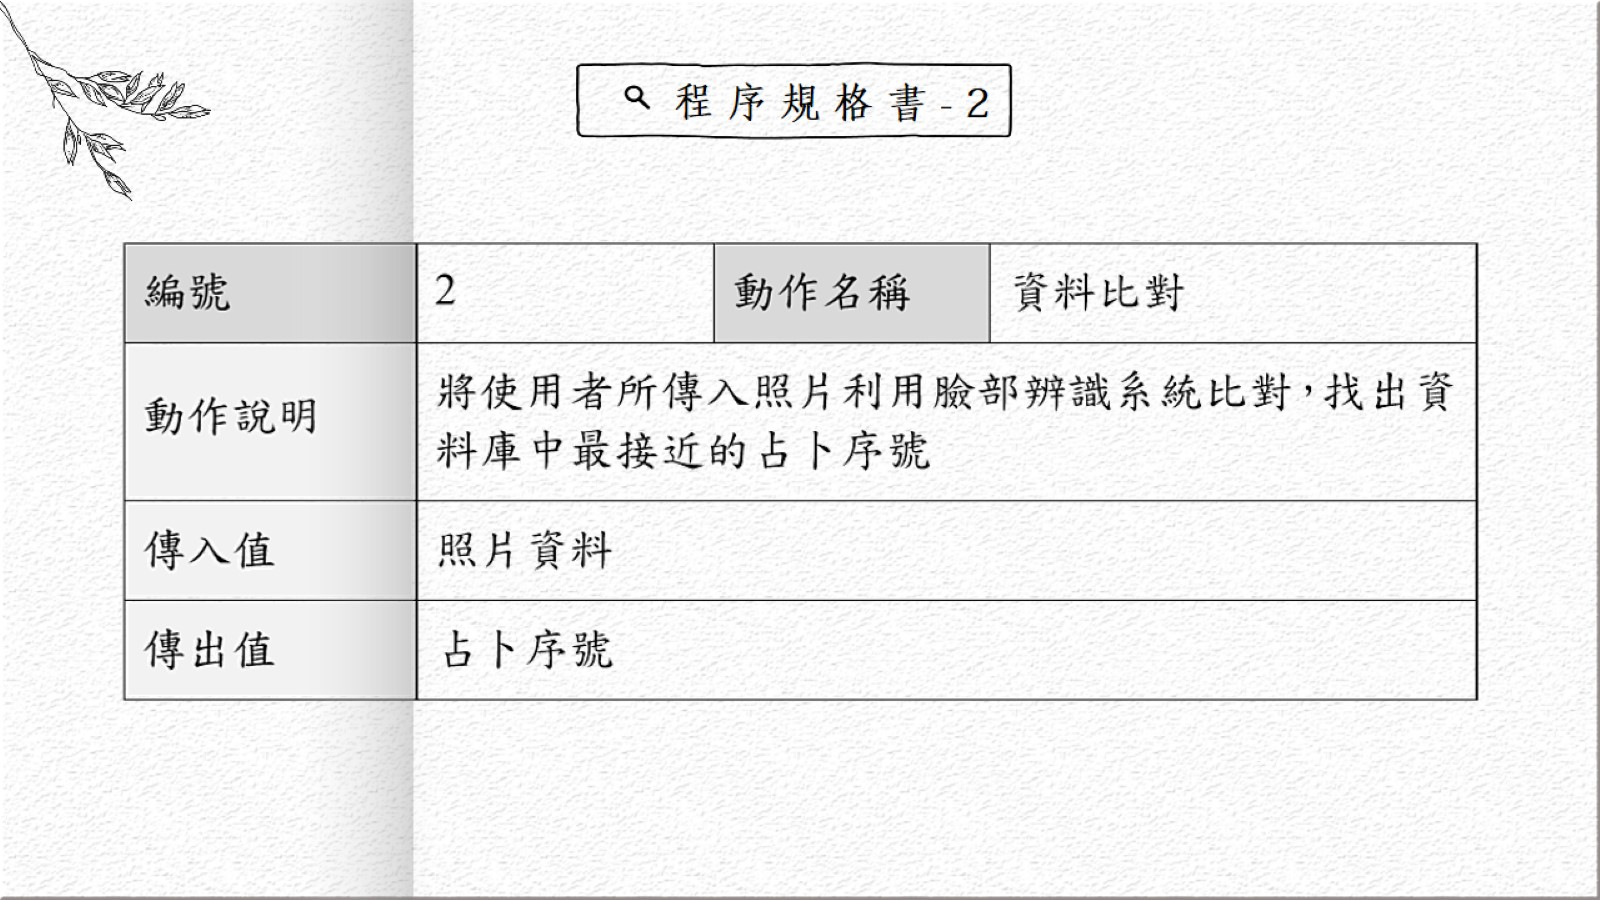 程序規格書-2
編號 2 動作名稱 資料比對
動作說明
將使用者所傳入照片利用臉部辨識系統比對，找出資
料庫中最接近的占卜序號
傳入值 照片資料
傳出值 占卜序號